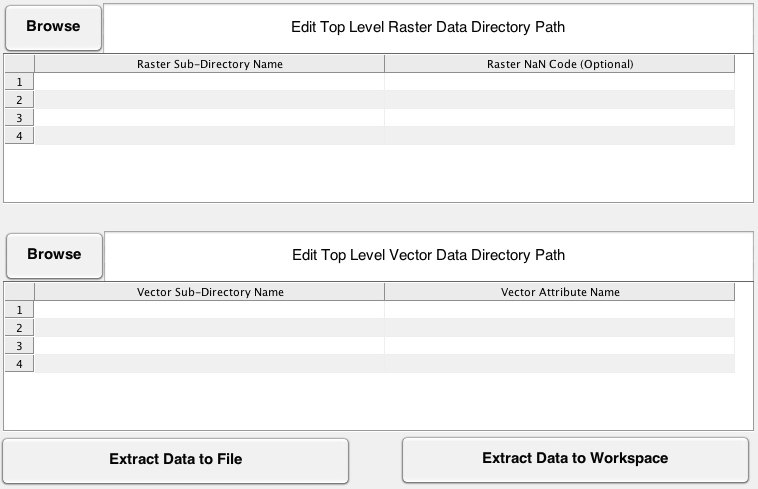 Browse Edit Top Level Raster Data Directory Path
Raster Sub-Directory Name Raster NaN Code (Optional)
1
2
3
4
Browse Edit Top Level Vector Data Directory Path
Vector Sub-Directory Name Vector Attribute Name
1
2
3
4
Extract Data to File Extract Data to Workspace